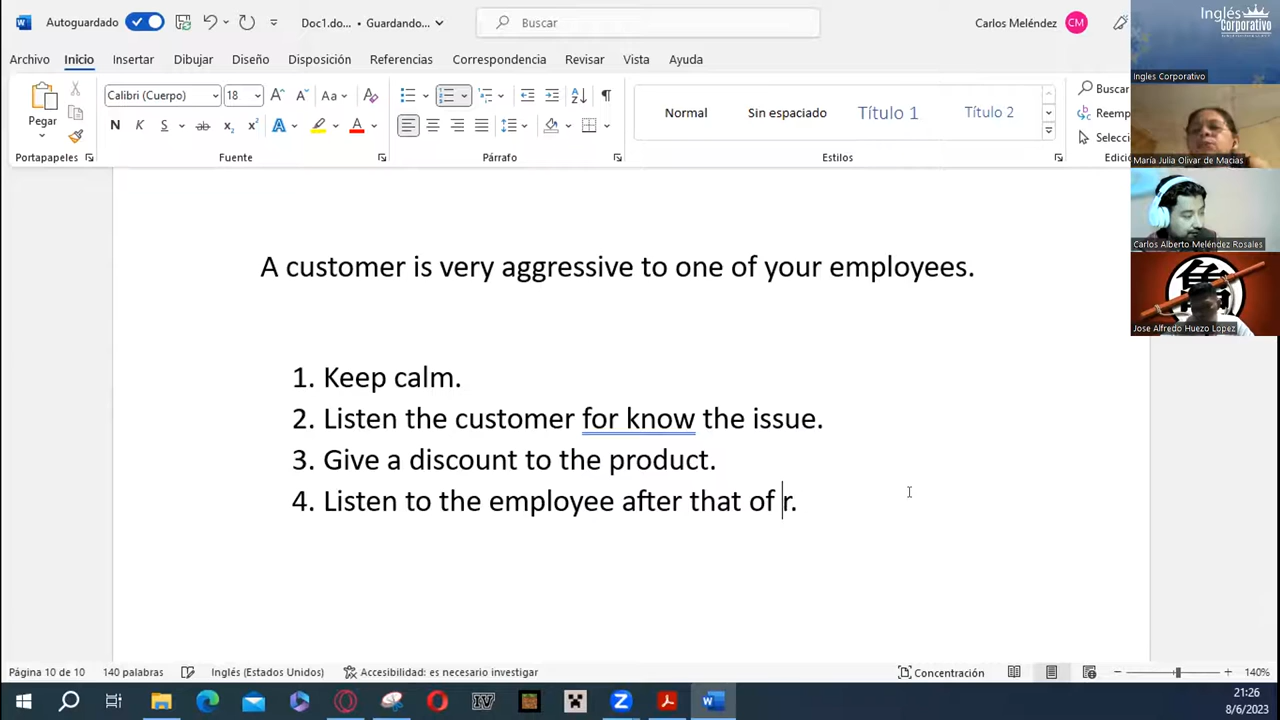 Autoguardado
Doc1.do... • Guardando...
Buscar
Carlos Meléndez
CM
Archivo
Inicio
Insertar
Dibujar
Diseño
Disposición
Referencias
Correspondencia
Revisar
Vista
Ayuda
Pegar
Portapapeles
Calibri (Cuerpo)
18
Fuente
Párrafo
Normal
Sin espaciado
Título 1
Título 2
Estilos
Buscar
Reemp
Selecci
Edició
Inglés
Corporativo
Ingles Corporativo
María Julia Olivar de Macias
Carlos Alberto Meléndez Rosales
Jose Alfredo Huezo Lopez
A customer is very aggressive to one of your employees.
1. Keep calm.
2. Listen the customer for know the issue.
3. Give a discount to the product.
4. Listen to the employee after that of r.
Página 10 de 10
140 palabras
Inglés (Estados Unidos)
Accesibilidad: es necesario investigar
Concentración
140%
21:26
8/6/2023